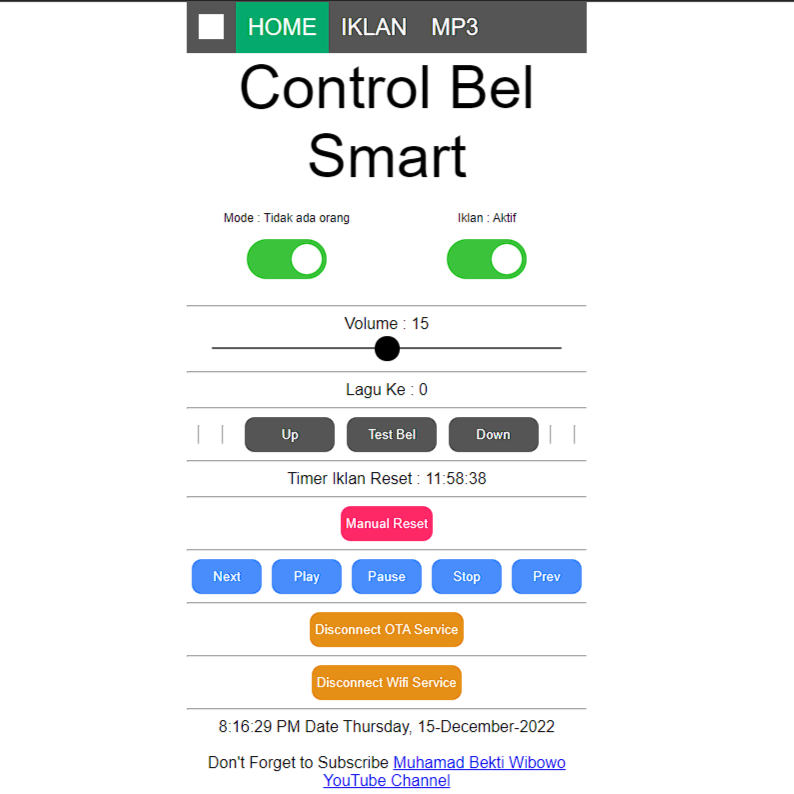 HOME IKLAN MP3
Control Bel
Smart
Mode : Tidak ada orang Iklan : Aktif
Volume : 15
Lagu Ke : 0
Up Test Bel Down
Timer Iklan Reset : 11:58:38
Manual Reset
Next Play Pause Stop Prev
Disconnect OTA Service
Disconnect Wifi Service
8:16:29 PM Date Thursday, 15-December-2022
Don't Forget to Subscribe Muhamad Bekti Wibowo
YouTube Channel